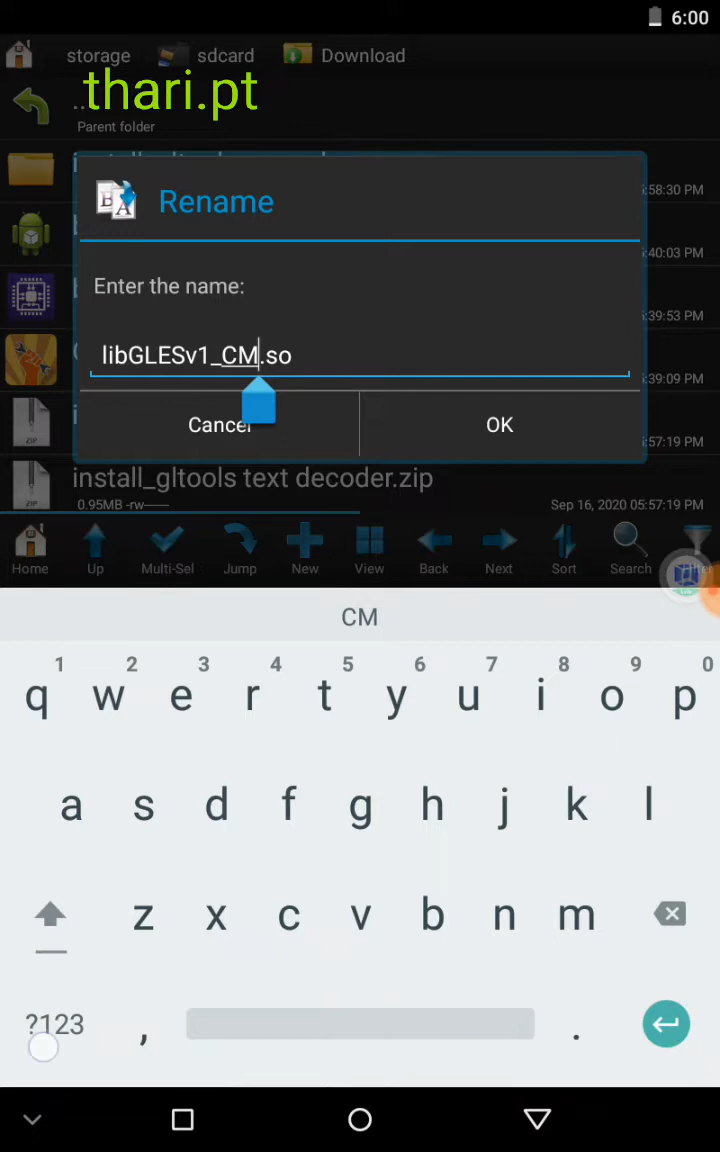 6:00
storage sdcard Download
thari.pt
..
Parent folder
Rename
Enter the name:
libGLESv1_CM.so
Cancel OK
:58:30 PM
:40:03 PM
:39:53 PM
:39:09 PM
:57:19 PM
install_gltools text decoder.zip
0.95MB -rw------ Sep 16, 2020 05:57:19 PM
Home Up Multi-Sel Jump New View Back Next Sort Search Filter
CM
1 2 3 4 5 6 7 8 9 0
q w e r t y u i o p
a s d f g h j k l
z x c v b n m
?123 , .